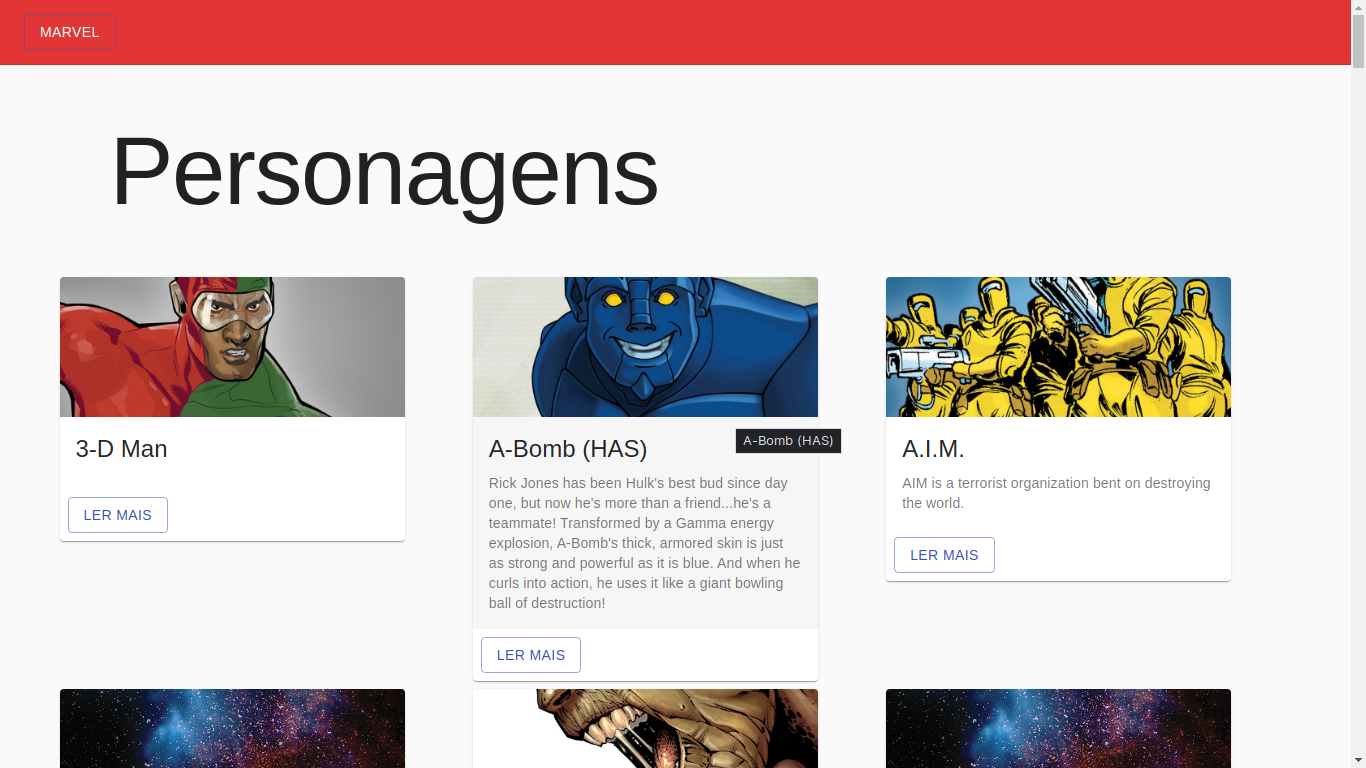 MARVEL
Personagens
3-D Man
LER MAIS
A-Bomb (HAS)
A-Bomb (HAS)
Rick Jones has been Hulk's best bud since day
one, but now he's more than a friend...he's a
teammate! Transformed by a Gamma energy
explosion, A-Bomb's thick, armored skin is just
as strong and powerful as it is blue. And when he
curls into action, he uses it like a giant bowling
ball of destruction!
LER MAIS
A.I.M.
AIM is a terrorist organization bent on destroying
the world.
LER MAIS